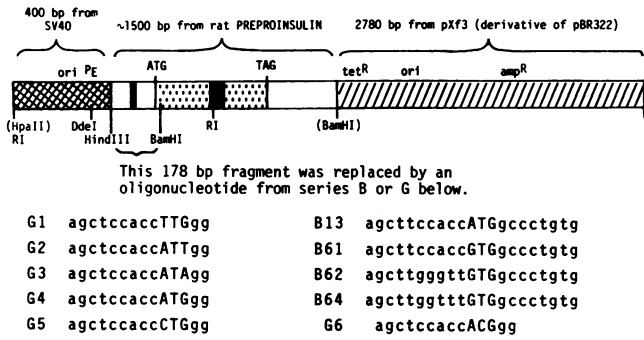 400 bp from
SV40
~1500 bp from rat PREPROINSULIN
2780 bp from pXf3 (derivative of pBR322)
ori PE
ATG
TAG
tetR
ori
ampR
(HpaII)
RI
DdeI
HindIII
BamHI
RI
(BamHI)
This 178 bp fragment was replaced by an
oligonucleotide from series B or G below.
G1 agctccaccTTGgg
G2 agctccaccATTgg
G3 agctccaccATAgg
G4 agctccaccATGgg
G5 agctccaccCTGgg
B13 agcttccaccATGgccctgtg
B61 agcttccaccGTGgccctgtg
B62 agcttgggttGTGgccctgtg
B64 agcttggtttGTGgccctgtg
G6 agctccaccACGgg